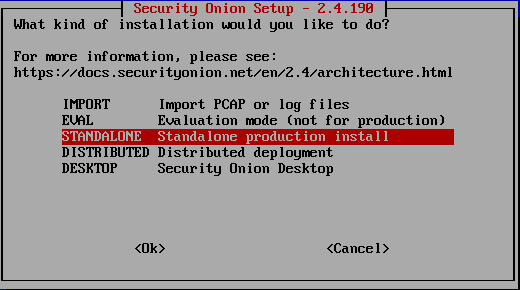 Security Onion Setup - 2.4.190
What kind of installation would you like to do?
For more information, please see:
https://docs.securityonion.net/en/2.4/architecture.html
IMPORT Import PCAP or log files
EVAL Evaluation mode (not for production)
STANDALONE Standalone production install
DISTRIBUTED Distributed deployment
DESKTOP Security Onion Desktop
<Ok> <Cancel>